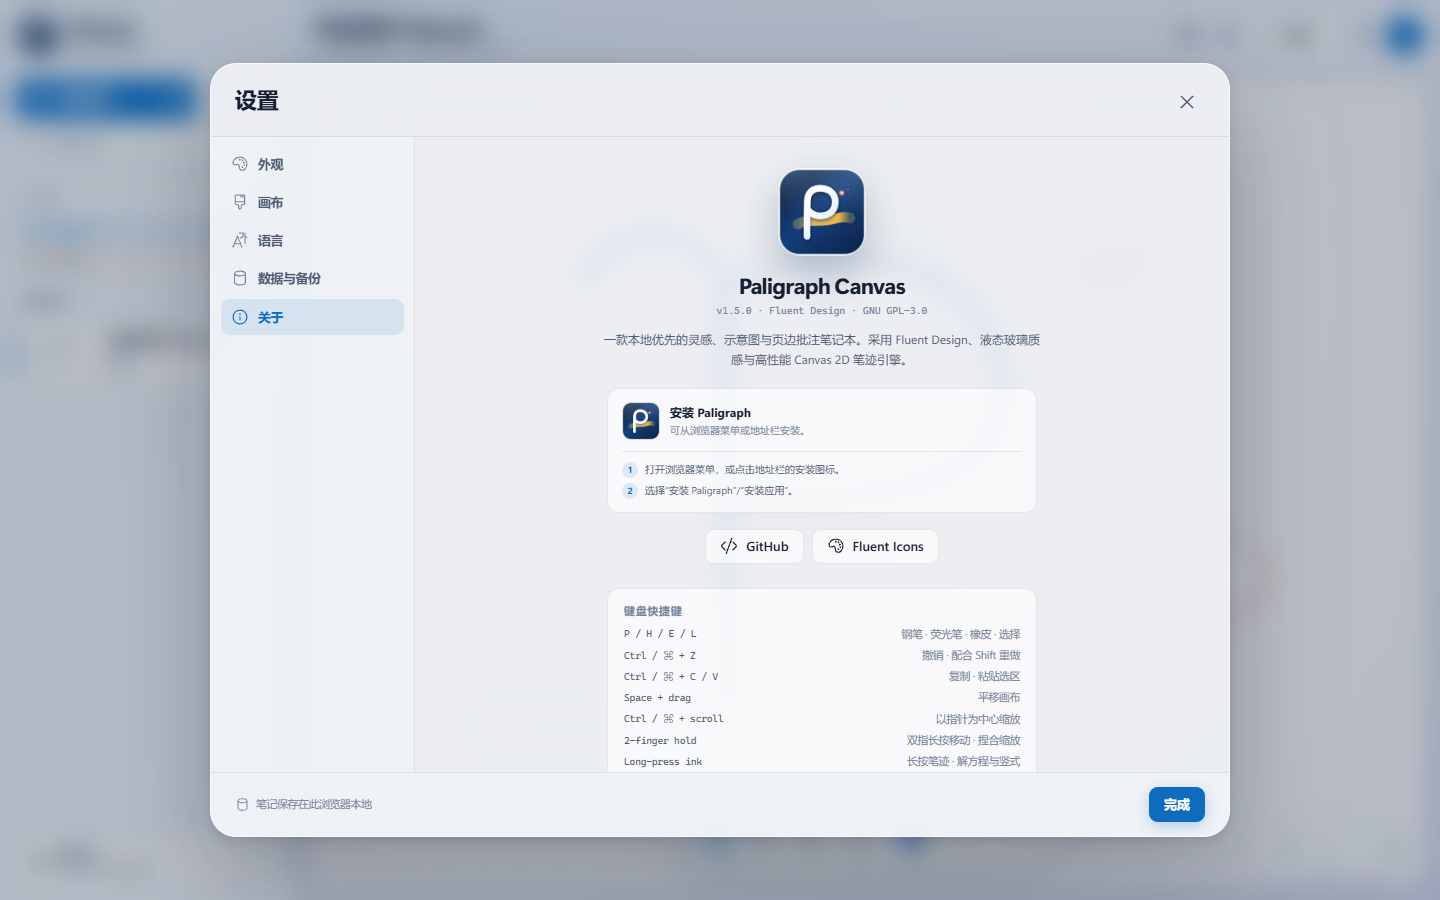 设置
外观
画布
语言
数据与备份
关于
Paligraph Canvas
v1.5.0 · Fluent Design · GNU GPL-3.0
一款本地优先的灵感、示意图与页边批注笔记本。采用 Fluent Design、液态玻璃质
感与高性能 Canvas 2D 笔迹引擎。
安装 Paligraph
可从浏览器菜单或地址栏安装。
1 打开浏览器菜单，或点击地址栏的安装图标。
2 选择“安装 Paligraph”/“安装应用”。
GitHub
Fluent Icons
键盘快捷键
P / H / E / L 钢笔 · 荧光笔 · 橡皮 · 选择
Ctrl / ⌘ + Z 撤销 · 配合 Shift 重做
Ctrl / ⌘ + C / V 复制 · 粘贴选区
Space + drag 平移画布
Ctrl / ⌘ + scroll 以指针为中心缩放
2-finger hold 双指长按移动 · 捏合缩放
Long-press ink 长按笔迹 · 解方程与竖式
笔记保存在此浏览器本地
完成